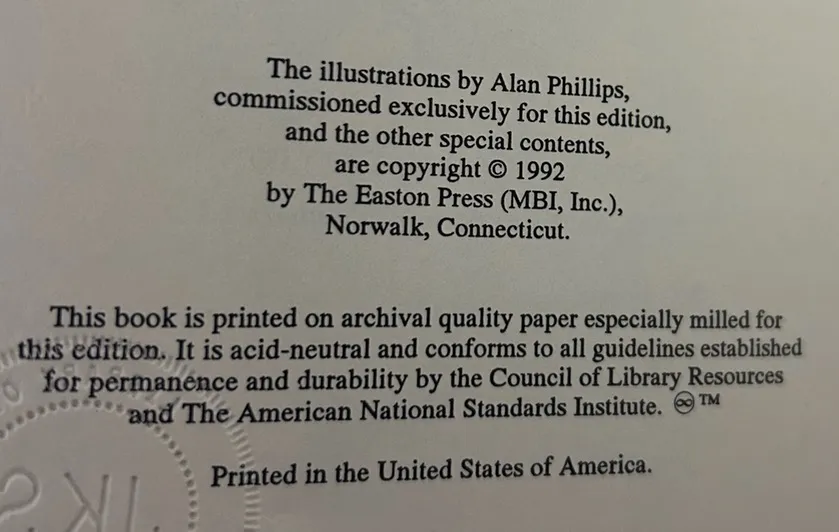 The illustrations by Alan Phillips,
commissioned exclusively for this edition,
and the other special contents,
are copyright © 1992
by The Easton Press (MBI, Inc.),
Norwalk, Connecticut.
This book is printed on archival quality paper especially milled for
this edition. It is acid-neutral and conforms to all guidelines established
for permanence and durability by the Council of Library Resources
and The American National Standards Institute. ♾™
Printed in the United States of America.